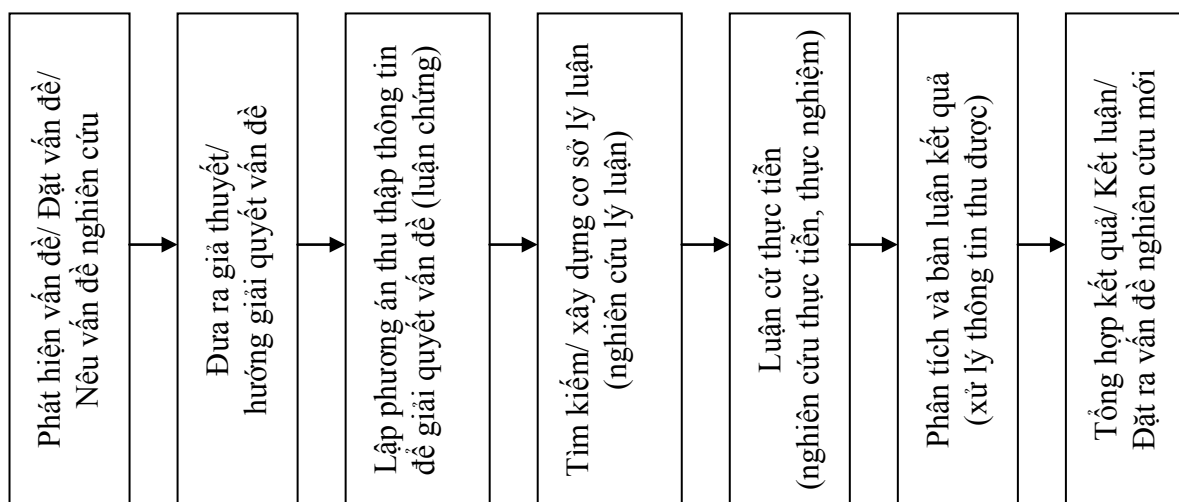 Phát hiện vấn đề/ Đặt vấn đề/
Nêu vấn đề nghiên cứu
Đưa ra giả thuyết/
hướng giải quyết vấn đề
Lập phương án thu thập thông tin
để giải quyết vấn đề (luận chứng)
Tìm kiếm/ xây dựng cơ sở lý luận
(nghiên cứu lý luận)
Luận cứ thực tiễn
(nghiên cứu thực tiễn, thực nghiệm)
Phân tích và bàn luận kết quả
(xử lý thông tin thu được)
Tổng hợp kết quả/ Kết luận/
Đặt ra vấn đề nghiên cứu mới